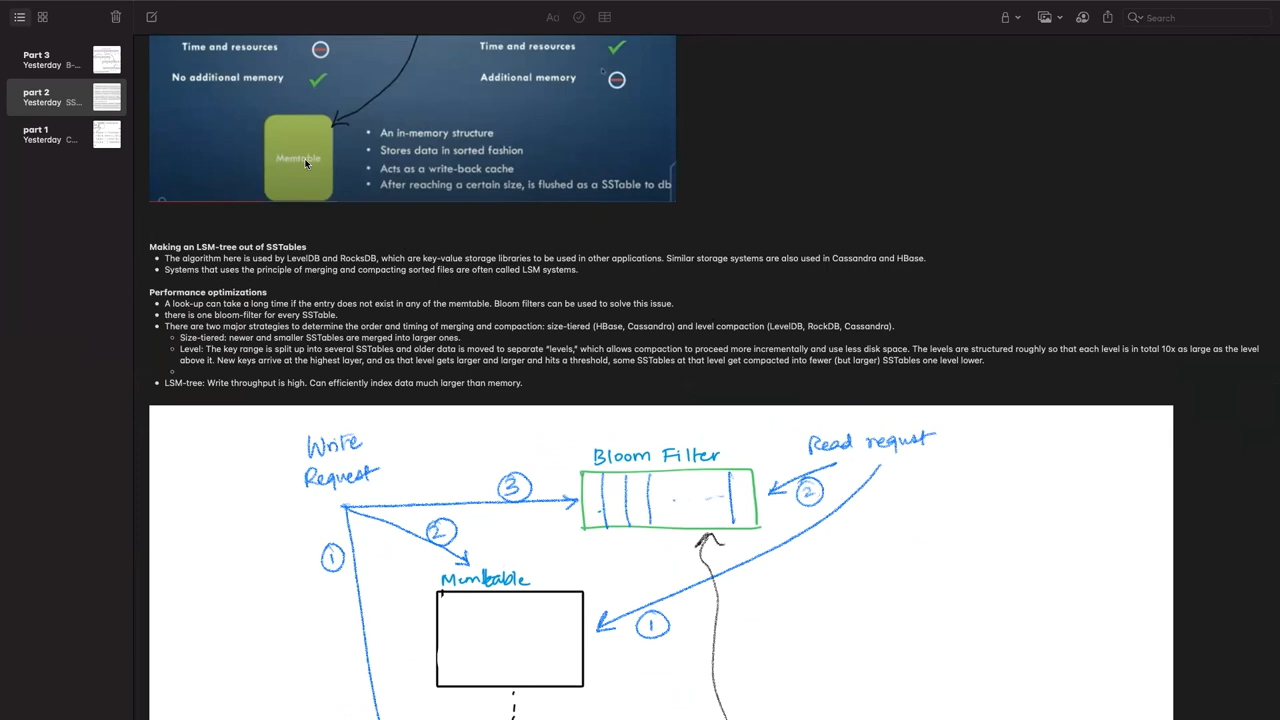 Search
Part 3
Yesterday B-...
part 2
Yesterday SS...
part 1
Yesterday C...
Time and resources
Time and resources
No additional memory
Additional memory
Memtable
• An in-memory structure
• Stores data in sorted fashion
• Acts as a write-back cache
• After reaching a certain size, is flushed as a SSTable to db
Making an LSM-tree out of SSTables
• The algorithm here is used by LevelDB and RocksDB, which are key-value storage libraries to be used in other applications. Similar storage systems are also used in Cassandra and HBase.
• Systems that uses the principle of merging and compacting sorted files are often called LSM systems.
Performance optimizations
• A look-up can take a long time if the entry does not exist in any of the memtable. Bloom filters can be used to solve this issue.
• there is one bloom-filter for every SSTable.
• There are two major strategies to determine the order and timing of merging and compaction: size-tiered (HBase, Cassandra) and level compaction (LevelDB, RockDB, Cassandra).
Size-tiered: newer and smaller SSTables are merged into larger ones.
Level: The key range is split up into several SSTables and older data is moved to separate “levels,” which allows compaction to proceed more incrementally and use less disk space. The levels are structured roughly so that each level is in total 10x as large as the level
above it. New keys arrive at the highest layer, and as that level gets larger and larger and hits a threshold, some SSTables at that level get compacted into fewer (but larger) SSTables one level lower.
• LSM-tree: Write throughput is high. Can efficiently index data much larger than memory.
Write
Request
Bloom Filter
Read requst
3
2
2
1
Memtable
1